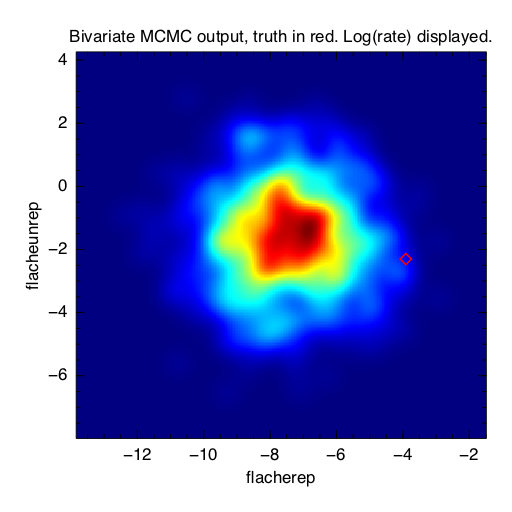 Bivariate MCMC output, truth in red. Log(rate) displayed.
4
2
0
−2
−4
−6
flacheunrep
−12 −10 −8 −6 −4 −2
flacherep